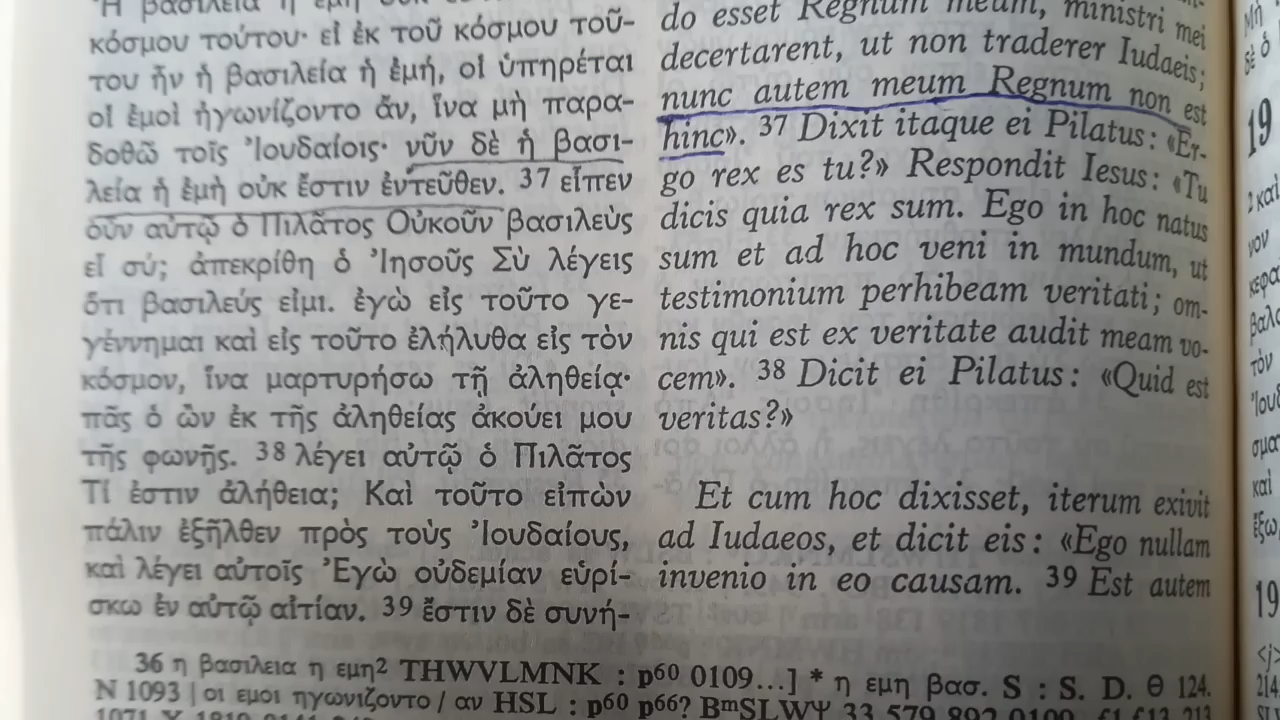 Ἡ βασιλεία ἡ ἐμὴ
κόσμου τούτου· εἰ ἐκ τοῦ κόσμου τοῦ-
του ἦν ἡ βασιλεία ἡ ἐμή, οἱ ὑπηρέται
οἱ ἐμοὶ ἠγωνίζοντο ἄν, ἵνα μὴ παρα-
δοθῶ τοῖς Ἰουδαίοις· νῦν δὲ ἡ βασι-
λεία ἡ ἐμὴ οὐκ ἔστιν ἐντεῦθεν. 37 εἶπεν
οὖν αὐτῷ ὁ Πιλᾶτος Οὐκοῦν βασιλεὺς
εἶ σύ; ἀπεκρίθη ὁ Ἰησοῦς Σὺ λέγεις
ὅτι βασιλεύς εἰμι. ἐγὼ εἰς τοῦτο γε-
γέννημαι καὶ εἰς τοῦτο ἐλήλυθα εἰς τὸν
κόσμον, ἵνα μαρτυρήσω τῇ ἀληθείᾳ·
πᾶς ὁ ὢν ἐκ τῆς ἀληθείας ἀκούει μου
τῆς φωνῆς. 38 λέγει αὐτῷ ὁ Πιλᾶτος
Τί ἐστιν ἀλήθεια; Καὶ τοῦτο εἰπὼν
πάλιν ἐξῆλθεν πρὸς τοὺς Ἰουδαίους,
καὶ λέγει αὐτοῖς Ἐγὼ οὐδεμίαν εὑρί-
σκω ἐν αὐτῷ αἰτίαν. 39 ἔστιν δὲ συνή-
do esset Regnum meum, ministri mei
decertarent, ut non traderer Iudaeis;
nunc autem meum Regnum non est
hinc». 37 Dixit itaque ei Pilatus: «Er-
go rex es tu?» Respondit Iesus: «Tu
dicis quia rex sum. Ego in hoc natus
sum et ad hoc veni in mundum, ut
testimonium perhibeam veritati; om-
nis qui est ex veritate audit meam vo-
cem». 38 Dicit ei Pilatus: «Quid est
veritas?»
Et cum hoc dixisset, iterum exivit
ad Iudaeos, et dicit eis: «Ego nullam
invenio in eo causam. 39 Est autem
36 η βασιλεια η εμη2 THWVLMNK : p60 0109...] * η εμη βασ. S : S. D. Θ 124.
N 1093 | οι εμοι ηγωνιζοντο / αν HSL : p60 p66? BmSLWΨ 33 579 892
δὲ ὁ
19
2 καὶ
τὸν
καὶ
19
214